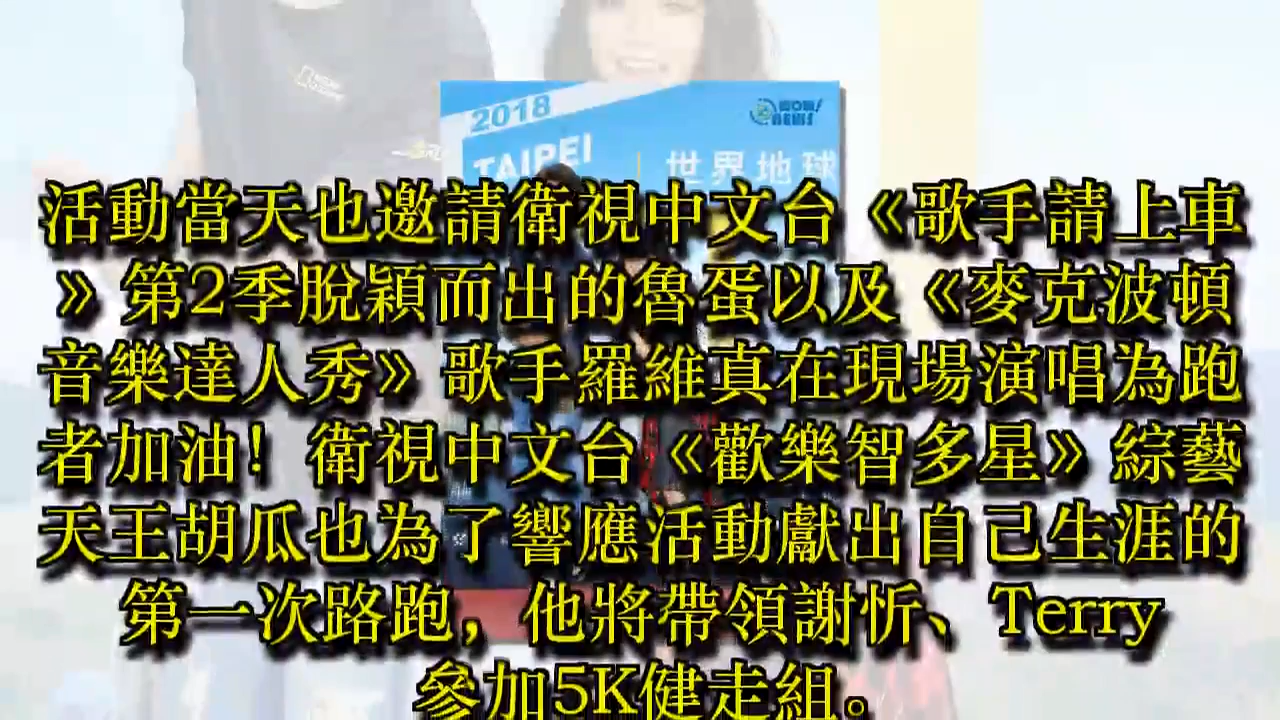 2018
WOW!
NEWS
TAIPEI
世界地球
活動當天也邀請衛視中文台《歌手請上車
》第2季脫穎而出的魯蛋以及《麥克波頓
音樂達人秀》歌手羅維真在現場演唱為跑
者加油！衛視中文台《歡樂智多星》綜藝
天王胡瓜也為了響應活動獻出自己生涯的
第一次路跑，他將帶領謝忻、Terry
參加5K健走組。